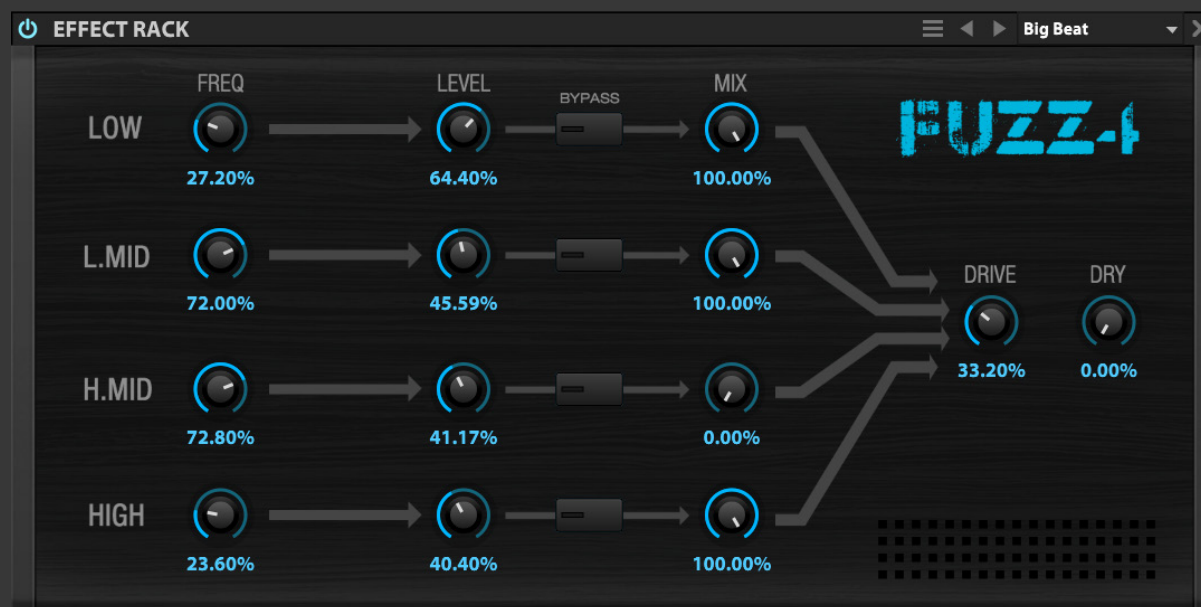 EFFECT RACK
Big Beat
FREQ LEVEL BYPASS MIX
LOW
27.20% 64.40% 100.00%
FUZZ4
L.MID
72.00% 45.59% 100.00%
DRIVE DRY
33.20% 0.00%
H.MID
72.80% 41.17% 0.00%
HIGH
23.60% 40.40% 100.00%